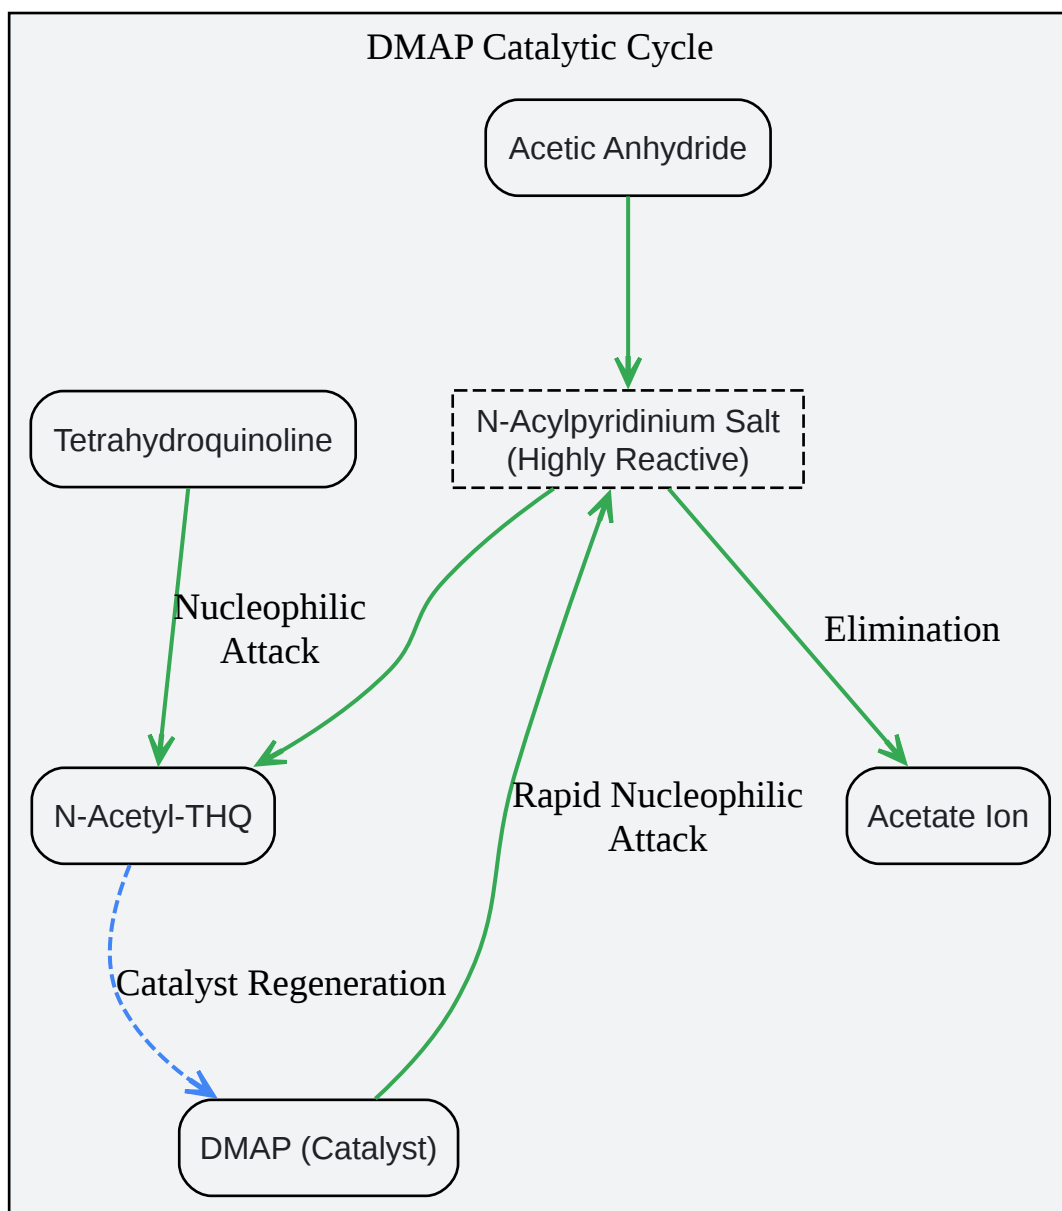 DMAP Catalytic Cycle
Acetic Anhydride
Tetrahydroquinoline
N-Acylpyridinium Salt
(Highly Reactive)
Nucleophilic
Attack
Elimination
N-Acetyl-THQ
Rapid Nucleophilic
Attack
Acetate Ion
Catalyst Regeneration
DMAP (Catalyst)